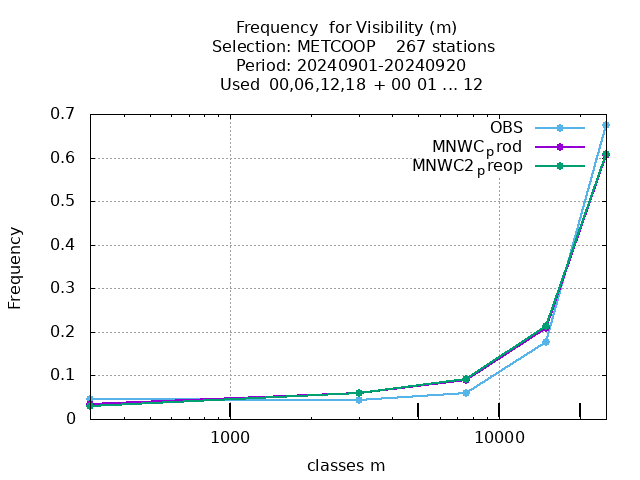 Frequency  for Visibility (m)
Selection: METCOOP    267 stations
Period: 20240901-20240920
Used  00,06,12,18  + 00 01 ... 12
OBS
MNWCprod
MNWC2preop
Frequency
0.7
0.6
0.5
0.4
0.3
0.2
0.1
0
1000 10000
classes m